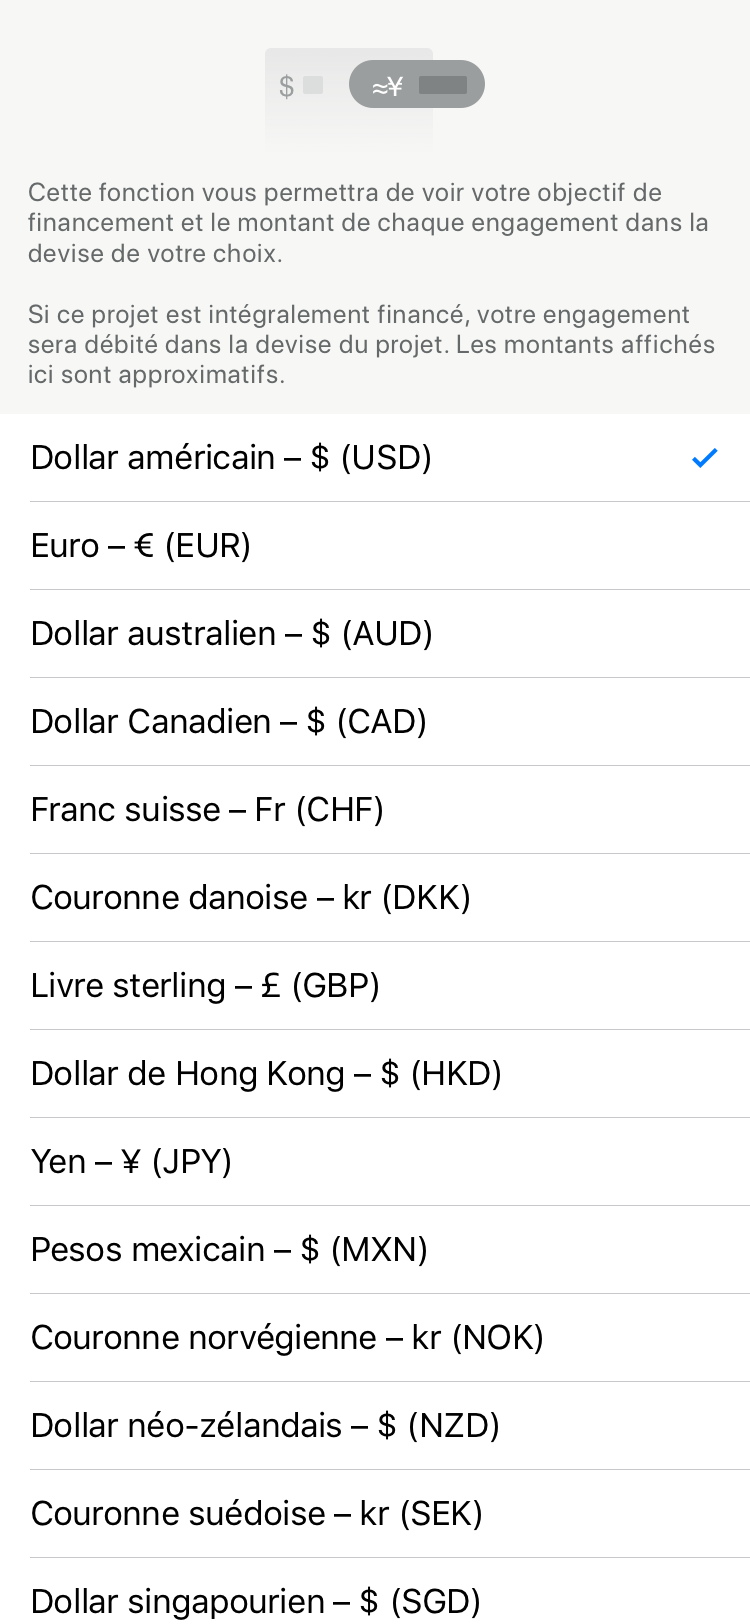 $ ≈¥
Cette fonction vous permettra de voir votre objectif de
financement et le montant de chaque engagement dans la
devise de votre choix.
Si ce projet est intégralement financé, votre engagement
sera débité dans la devise du projet. Les montants affichés
ici sont approximatifs.
Dollar américain – $ (USD)
Euro – € (EUR)
Dollar australien – $ (AUD)
Dollar Canadien – $ (CAD)
Franc suisse – Fr (CHF)
Couronne danoise – kr (DKK)
Livre sterling – £ (GBP)
Dollar de Hong Kong – $ (HKD)
Yen – ¥ (JPY)
Pesos mexicain – $ (MXN)
Couronne norvégienne – kr (NOK)
Dollar néo-zélandais – $ (NZD)
Couronne suédoise – kr (SEK)
Dollar singapourien – $ (SGD)